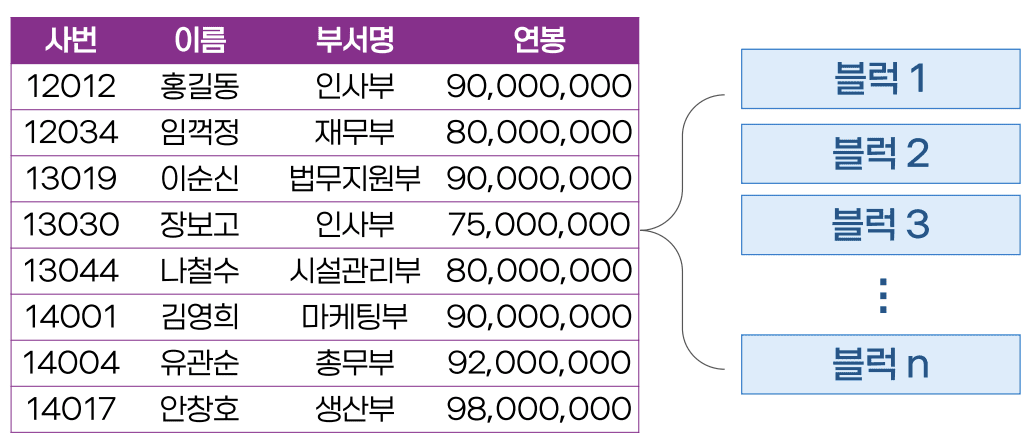 사번 이름 부서명 연봉
12012 홍길동 인사부 90,000,000
12034 임꺽정 재무부 80,000,000
13019 이순신 법무지원부 90,000,000
13030 장보고 인사부 75,000,000
13044 나철수 시설관리부 80,000,000
14001 김영희 마케팅부 90,000,000
14004 유관순 총무부 92,000,000
14017 안창호 생산부 98,000,000
블럭 1
블럭 2
블럭 3
⋮
블럭 n